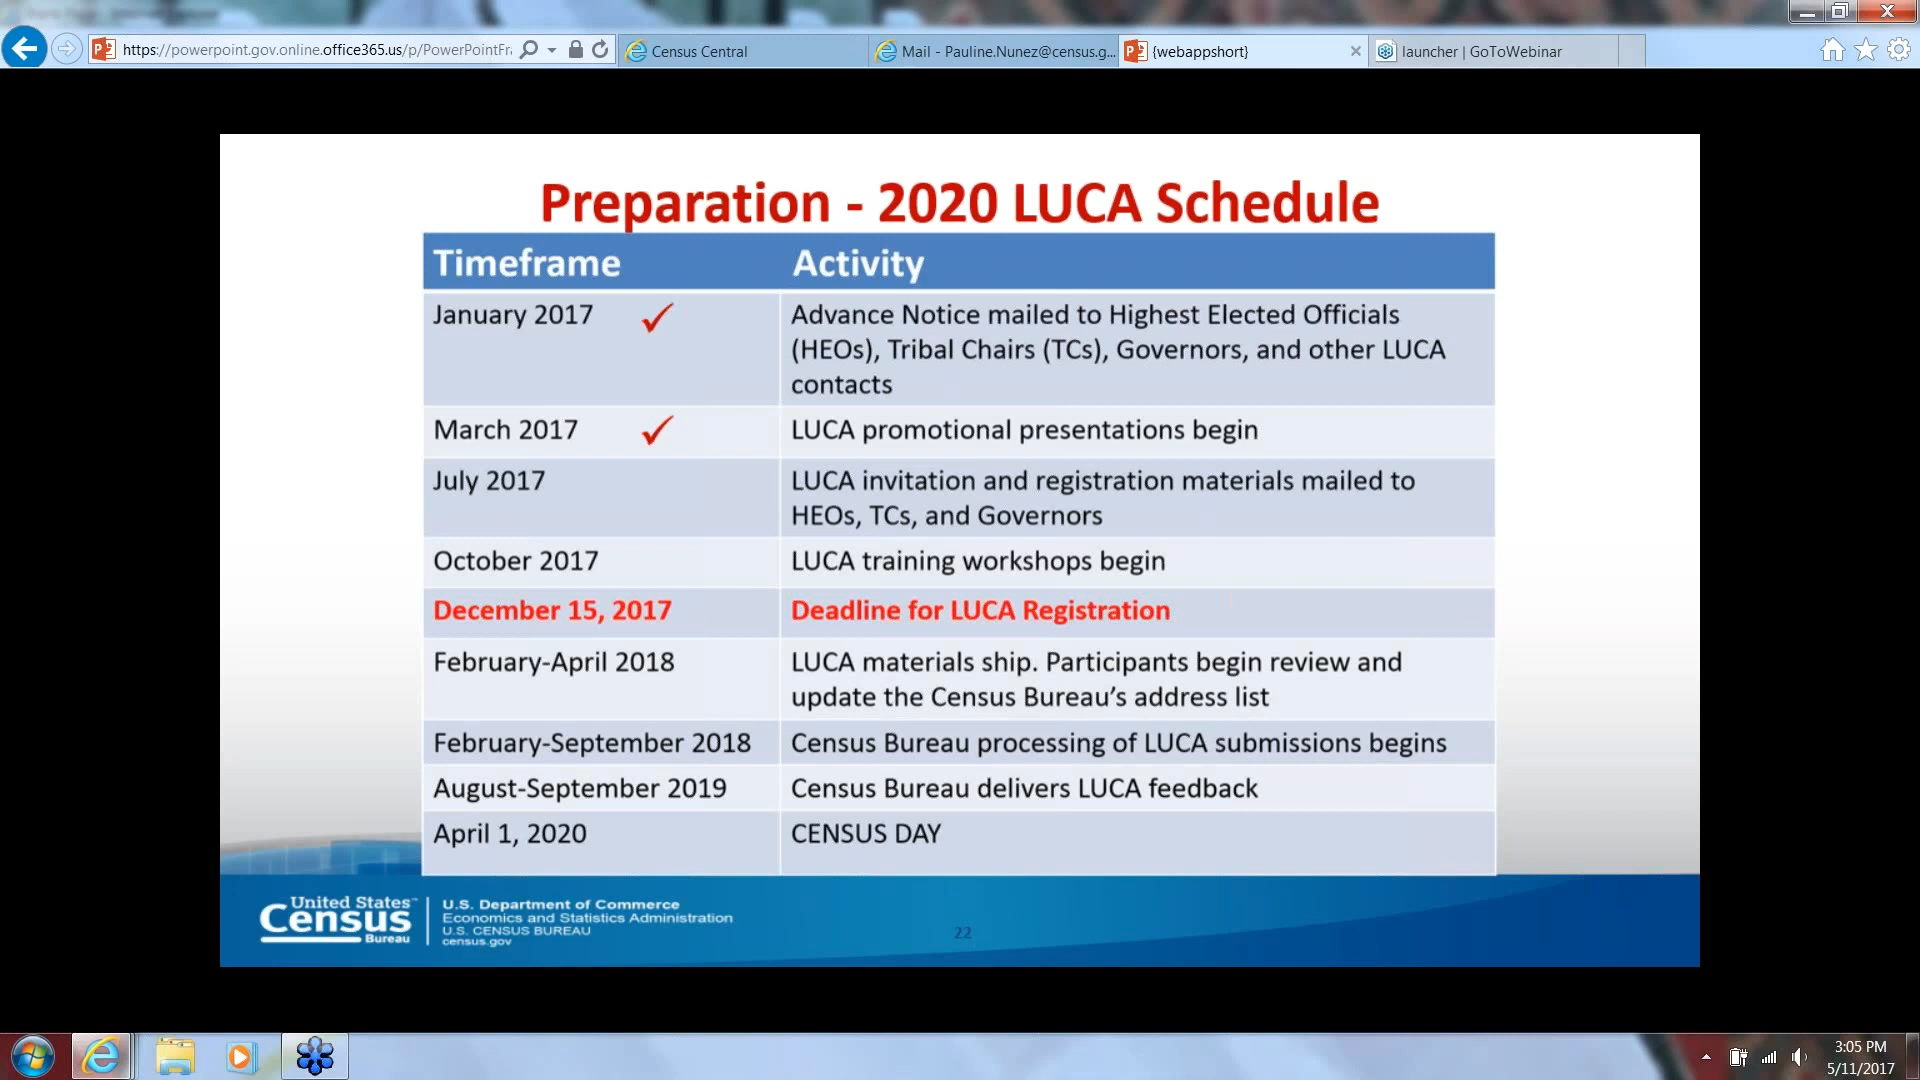 https://powerpoint.gov.online.office365.us/p/PowerPointFr
Census Central
Mail - Pauline.Nunez@census.g...
{webappshort}
launcher | GoToWebinar
Preparation - 2020 LUCA Schedule
Timeframe Activity
January 2017 ✓ Advance Notice mailed to Highest Elected Officials
(HEOs), Tribal Chairs (TCs), Governors, and other LUCA
contacts
March 2017 ✓ LUCA promotional presentations begin
July 2017 LUCA invitation and registration materials mailed to
HEOs, TCs, and Governors
October 2017 LUCA training workshops begin
December 15, 2017 Deadline for LUCA Registration
February-April 2018 LUCA materials ship. Participants begin review and
update the Census Bureau’s address list
February-September 2018 Census Bureau processing of LUCA submissions begins
August-September 2019 Census Bureau delivers LUCA feedback
April 1, 2020 CENSUS DAY
United States
Census
Bureau
U.S. Department of Commerce
Economics and Statistics Administration
U.S. CENSUS BUREAU
census.gov
22
3:05 PM
5/11/2017